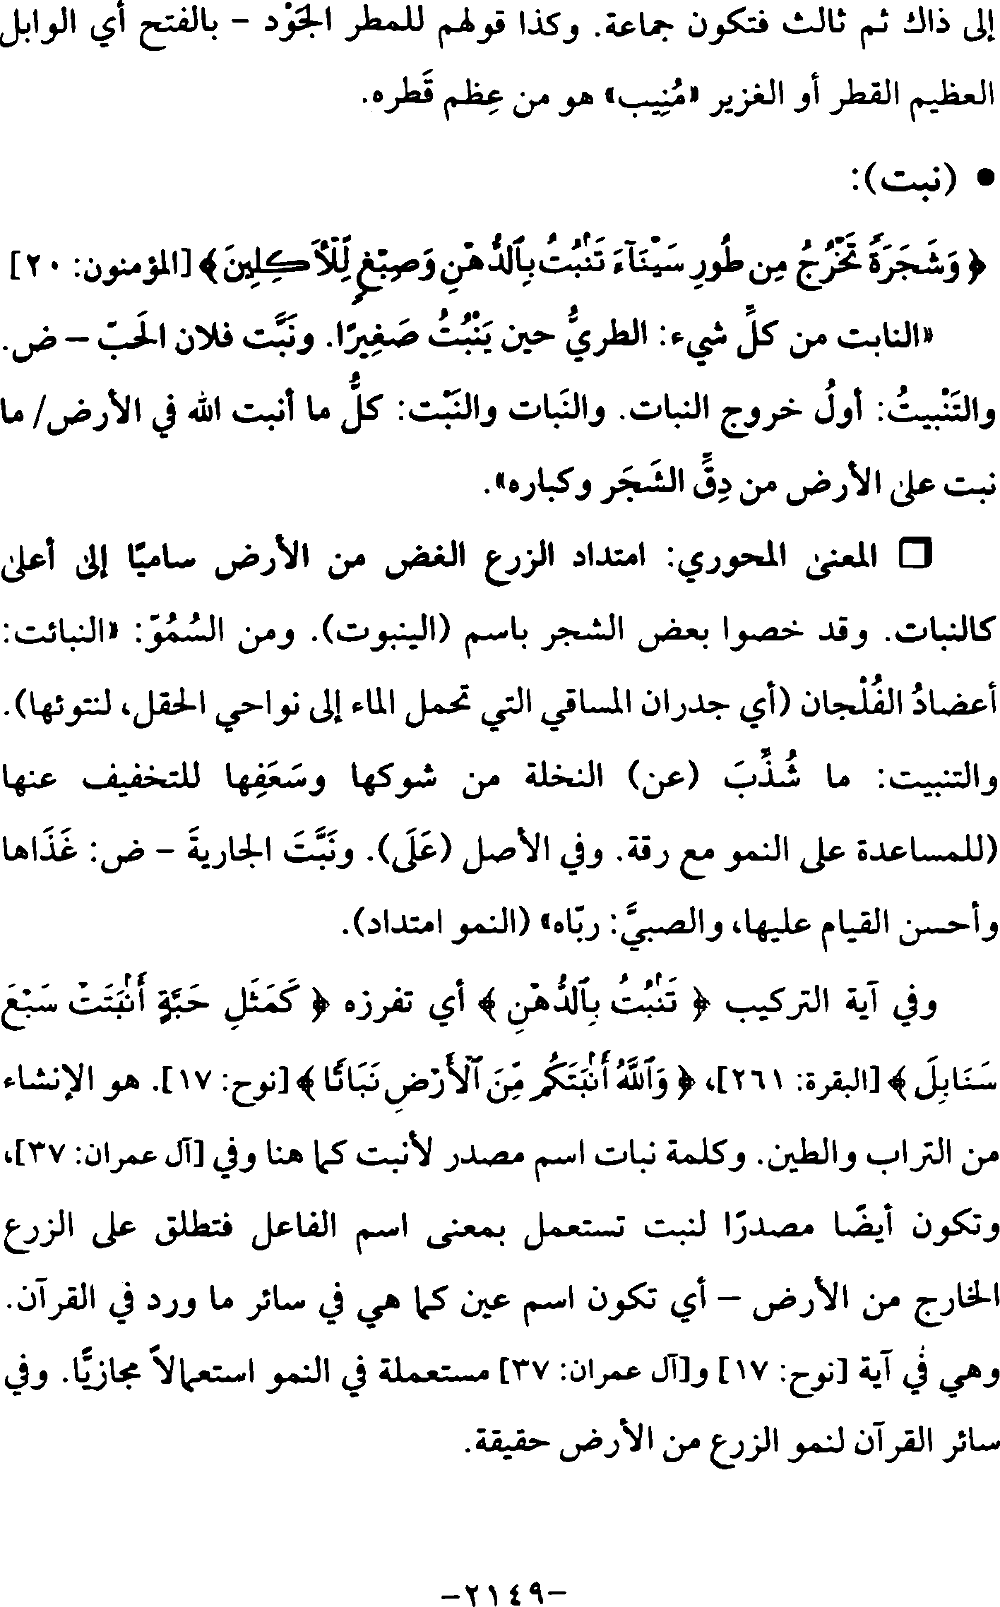 إلى ذاك ثم ثالث فتكون جماعة. وكذا قولهم للمطر الجَوْد – بالفتح أي الوابل
العظيم القطر أو الغزير «مُنِيب» هو من عِظم قَطره.
• (نبت):
﴿ وَشَجَرَةً تَخْرُجُ مِن طُورِ سَيْنَآءَ تَنۢبُتُ بِٱلدُّهْنِ وَصِبْغٍ لِّلْأَكِلِينَ ﴾ [المؤمنون: ٢٠]
«النابت من كلِّ شيء: الطريُّ حين يَنْبُتُ صَغِيرًا. ونَبَّت فلان الحَبّ – ض.
والتَنْبيتُ: أولُ خروج النبات. والنَبات والنَبْت: كلُّ ما أنبت الله في الأرض/ ما
نبت على الأرض من دِقِّ الشَجَر وكباره».
❒ المعنى المحوري: امتداد الزرع الغض من الأرض ساميًا إلى أعلى
كالنبات. وقد خصوا بعض الشجر باسم (الينبوت). ومن السُمُوّ: «النبائت:
أعضادُ الفُلْجان (أي جدران المساقي التي تحمل الماء إلى نواحي الحقل، لنتوئها).
والتنبيت: ما شُذِّبَ (عن) النخلة من شوكها وسَعَفِها للتخفيف عنها
(للمساعدة على النمو مع رقة. وفي الأصل (عَلَى). ونَبَّتَ الجاريةَ – ض: غَذَاها
وأحسن القيام عليها، والصبيَّ: ربّاه» (النمو امتداد).
وفي آية التركيب ﴿ تَنۢبُتُ بِٱلدُّهْنِ ﴾ أي تفرزه ﴿ كَمَثَلِ حَبَّةٍ أَنۢبَتَتْ سَبْعَ
سَنَابِلَ ﴾ [البقرة: ٢٦١]، ﴿ وَٱللَّهُ أَنۢبَتَكُم مِّنَ ٱلْأَرْضِ نَبَاتًا ﴾ [نوح: ١٧]. هو الإنشاء
من التراب والطين. وكلمة نبات اسم مصدر لأنبت كما هنا وفي [آل عمران: ٣٧]،
وتكون أيضًا مصدرًا لنبت تستعمل بمعنى اسم الفاعل فتطلق على الزرع
الخارج من الأرض – أي تكون اسم عين كما هي في سائر ما ورد في القرآن.
وهي في آية [نوح: ١٧] و[آل عمران: ٣٧] مستعملة في النمو استعمالاً مجازيًّا. وفي
سائر القرآن لنمو الزرع من الأرض حقيقة.
-٢١٤٩-